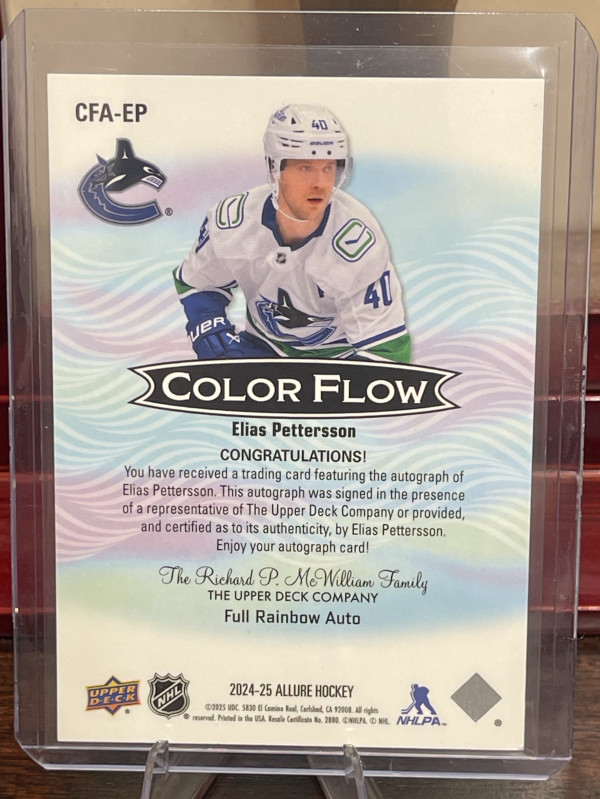 CFA-EP
40
40
BAUER
COLOR FLOW
Elias Pettersson
CONGRATULATIONS!
You have received a trading card featuring the autograph of
Elias Pettersson. This autograph was signed in the presence
of a representative of The Upper Deck Company or provided,
and certified as to its authenticity, by Elias Pettersson.
Enjoy your autograph card!
The Richard P. McWilliam Family
THE UPPER DECK COMPANY
Full Rainbow Auto
UPPER
D·E·C·K
NHL
2024-25 ALLURE HOCKEY
©2025 UDC. 5830 El Camino Real, Carlsbad, CA 92008. All rights
reserved. Printed in the USA. Resale Certificate No. 2880. ©NHLPA. © NHL.
NHLPA